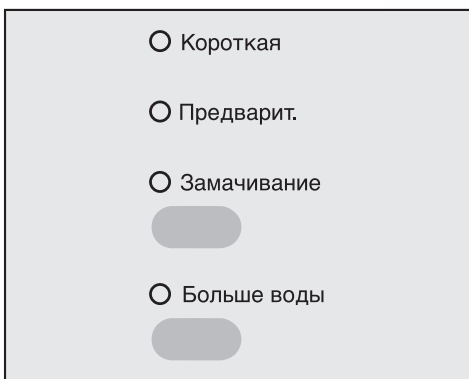 Короткая
Предварит.
Замачивание
Больше воды